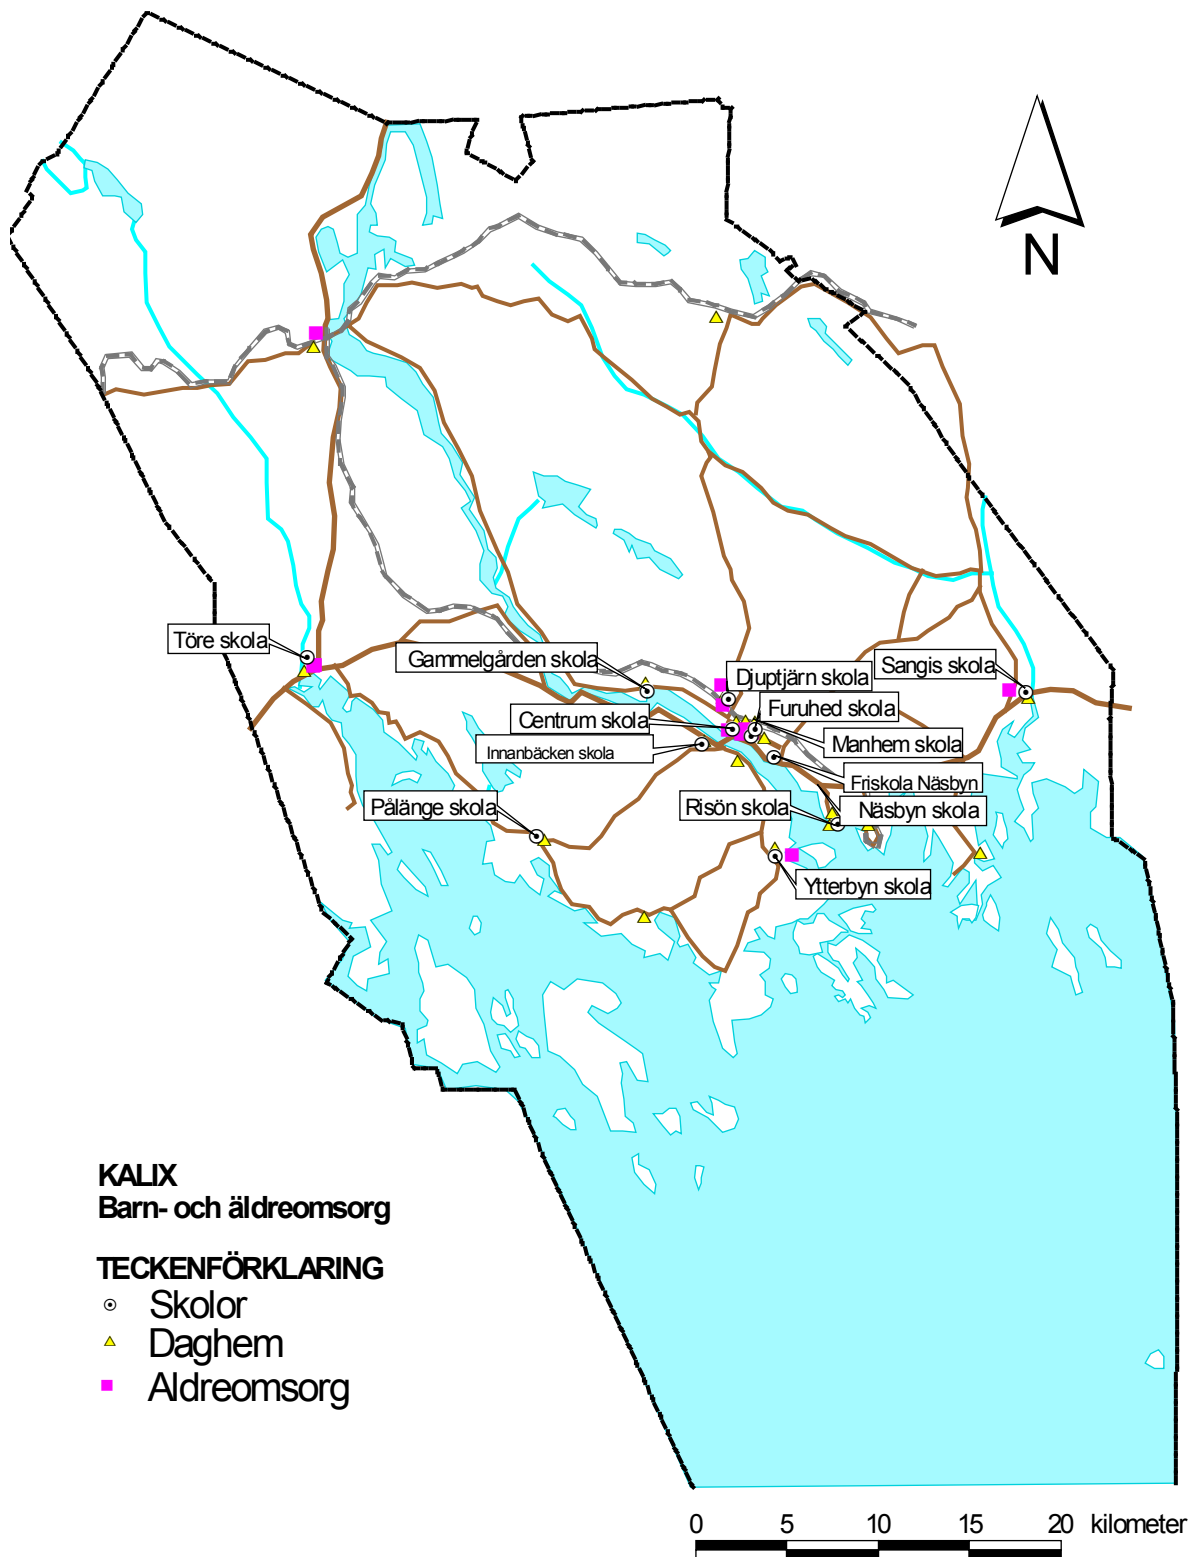 N
Töre skola
Gammelgården skola
Djuptjärn skola
Sangis skola
Centrum skola
Furuhed skola
Innanbäcken skola
Manhem skola
Friskola Näsbyn
Pålänge skola
Risön skola
Näsbyn skola
Ytterbyn skola
KALIX
Barn- och äldreomsorg
TECKENFÖRKLARING
Skolor
Daghem
Aldreomsorg
0 5 10 15 20 kilometer